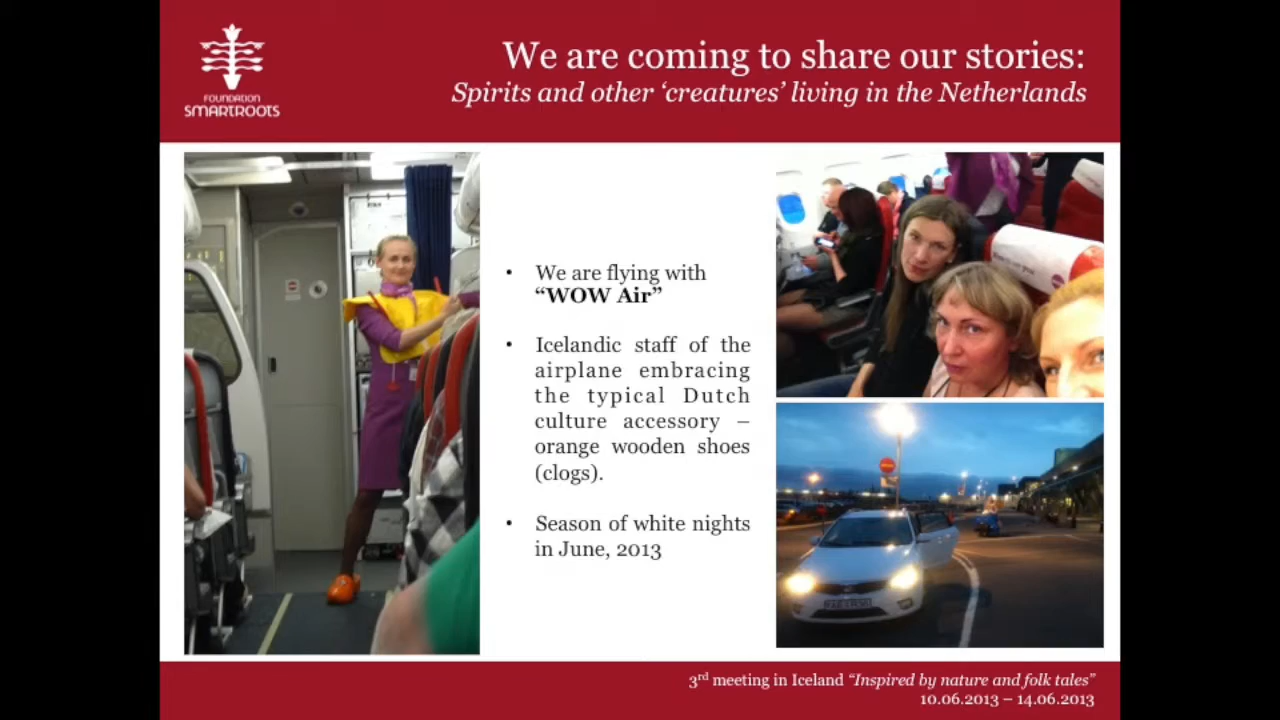 FOUNDATION
SMARTROOTS
We are coming to share our stories:
Spirits and other ‘creatures’ living in the Netherlands
• We are flying with
“WOW Air”
• Icelandic staff of the
airplane embracing
the typical Dutch
culture accessory –
orange wooden shoes
(clogs).
• Season of white nights
in June, 2013
3rd meeting in Iceland “Inspired by nature and folk tales”
10.06.2013 – 14.06.2013